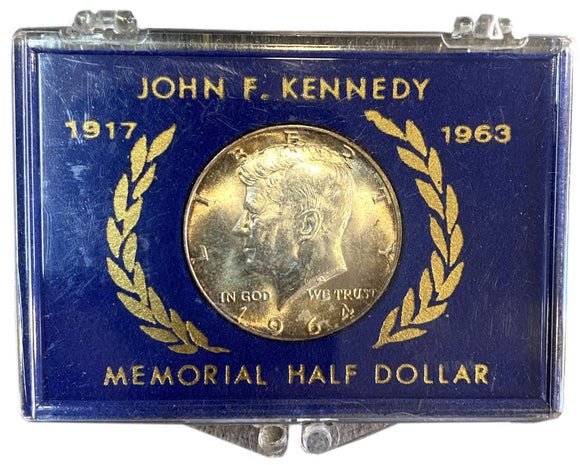 JOHN F. KENNEDY
1917 1963
LIBERTY
IN GOD WE TRUST
1964
MEMORIAL HALF DOLLAR